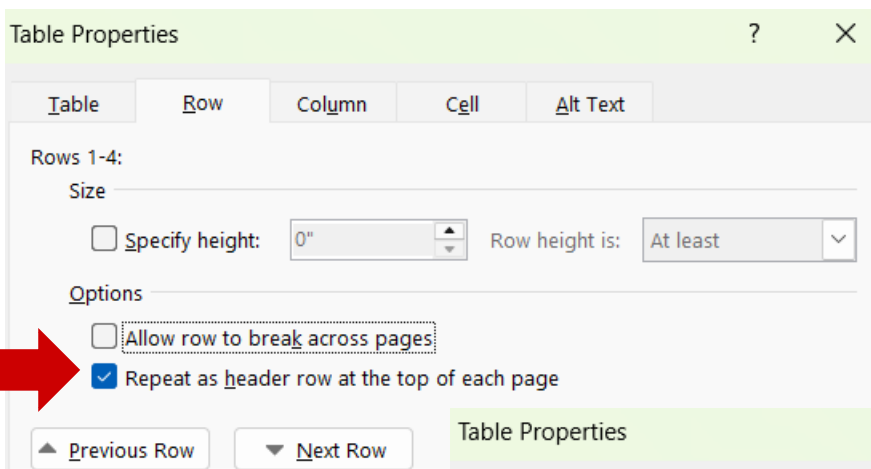 Table Properties ? ×
Table Row Column Cell Alt Text
Rows 1-4:
Size
Specify height: 0" Row height is: At least
Options
Allow row to break across pages
Repeat as header row at the top of each page
Previous Row Next Row Table Properties